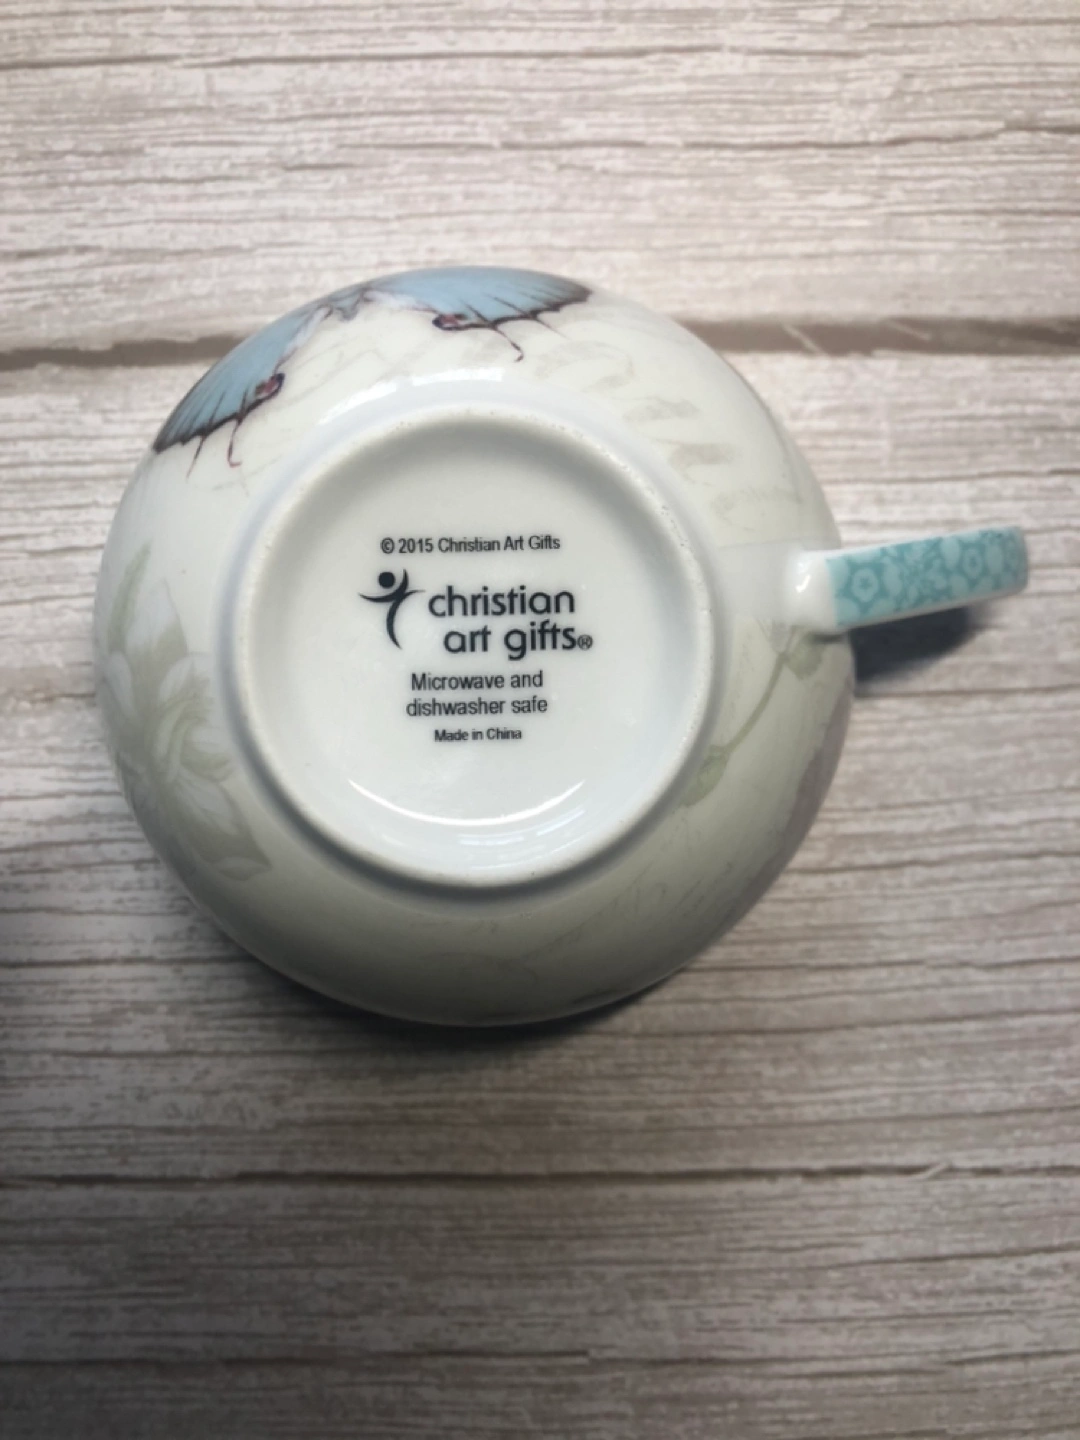 © 2015 Christian Art Gifts
christian
art gifts®
Microwave and
dishwasher safe
Made in China